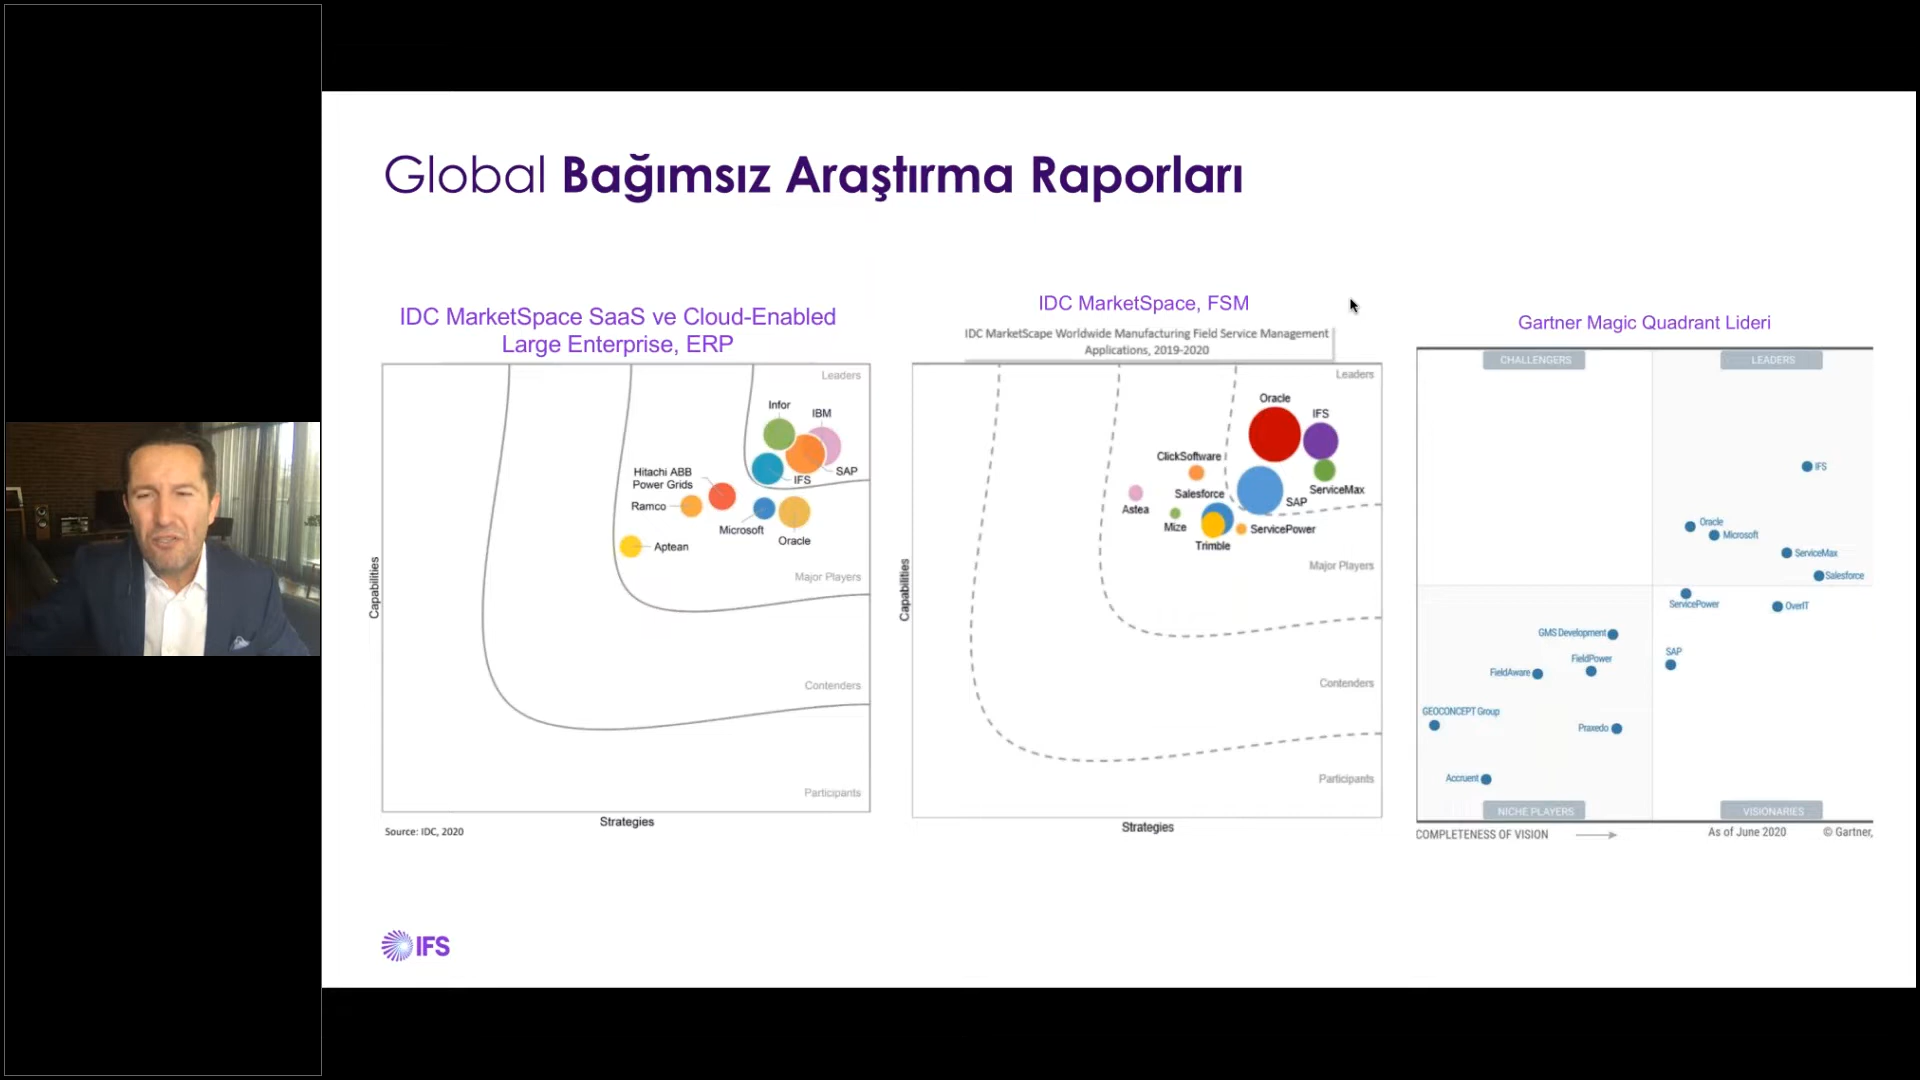 Global Bağımsız Araştırma Raporları
IDC MarketSpace SaaS ve Cloud-Enabled
Large Enterprise, ERP
Leaders
Infor
IBM
SAP
IFS
Hitachi ABB
Power Grids
Ramco
Microsoft
Oracle
Aptean
Major Players
Contenders
Participants
Capabilities
Strategies
Source: IDC, 2020
IDC MarketSpace, FSM
IDC MarketScape Worldwide Manufacturing Field Service Management
Applications, 2019-2020
Leaders
Oracle
IFS
ClickSoftware
ServiceMax
Salesforce
SAP
Astea
Mize
ServicePower
Trimble
Major Players
Contenders
Participants
Capabilities
Strategies
Gartner Magic Quadrant Lideri
CHALLENGERS
LEADERS
IFS
Oracle
Microsoft
ServiceMax
Salesforce
ServicePower
OverIT
GMS Development
SAP
FieldPower
FieldAware
GEOCONCEPT Group
Praxedo
Accruent
NICHE PLAYERS
VISIONARIES
COMPLETENESS OF VISION
As of June 2020
© Gartner,
IFS